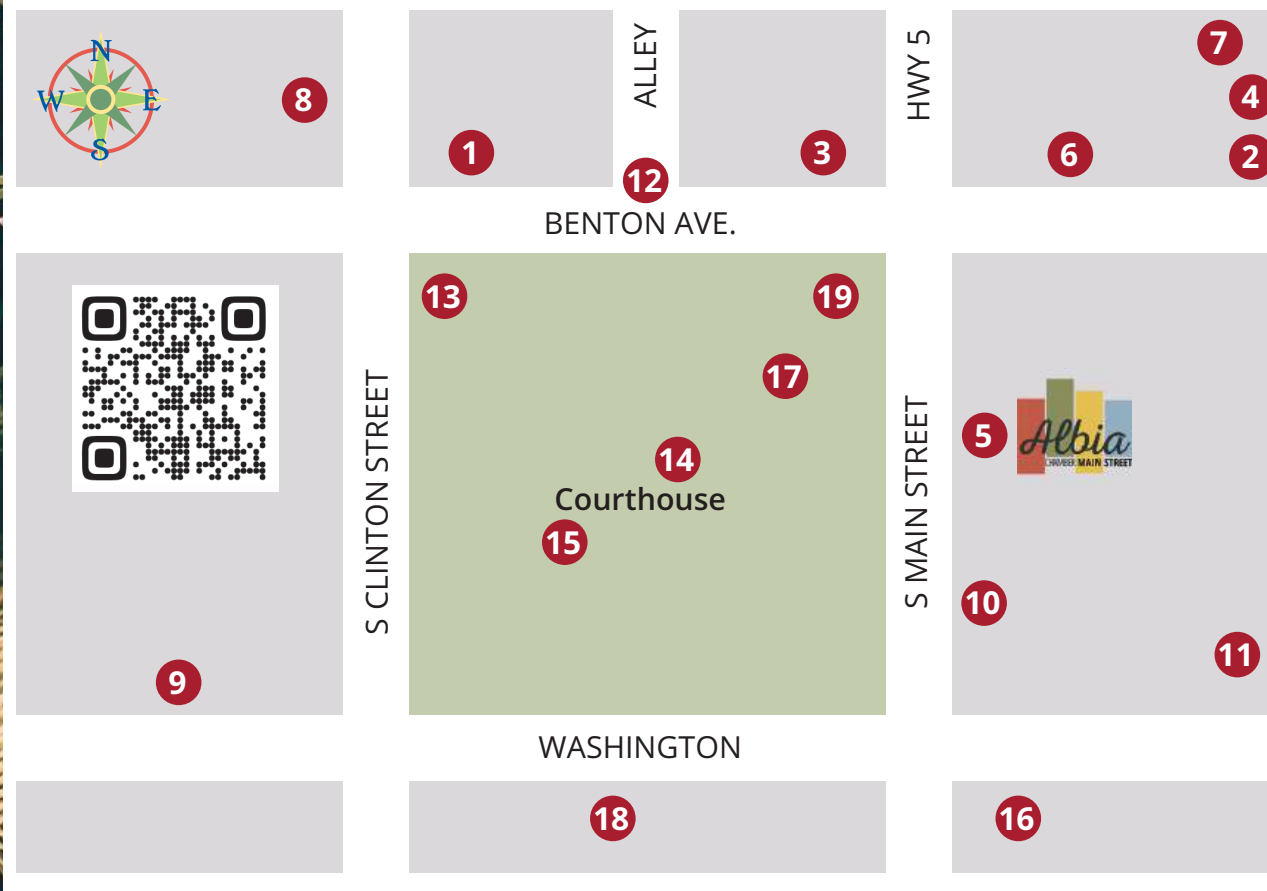 N
W E
S
8
1
ALLEY
12
3
HWY 5
7
4
6
2
BENTON AVE.
13
19
17
14
Courthouse
15
S CLINTON STREET
S MAIN STREET
5
Albia
CHAMBER MAIN STREET
10
11
9
WASHINGTON
18
16